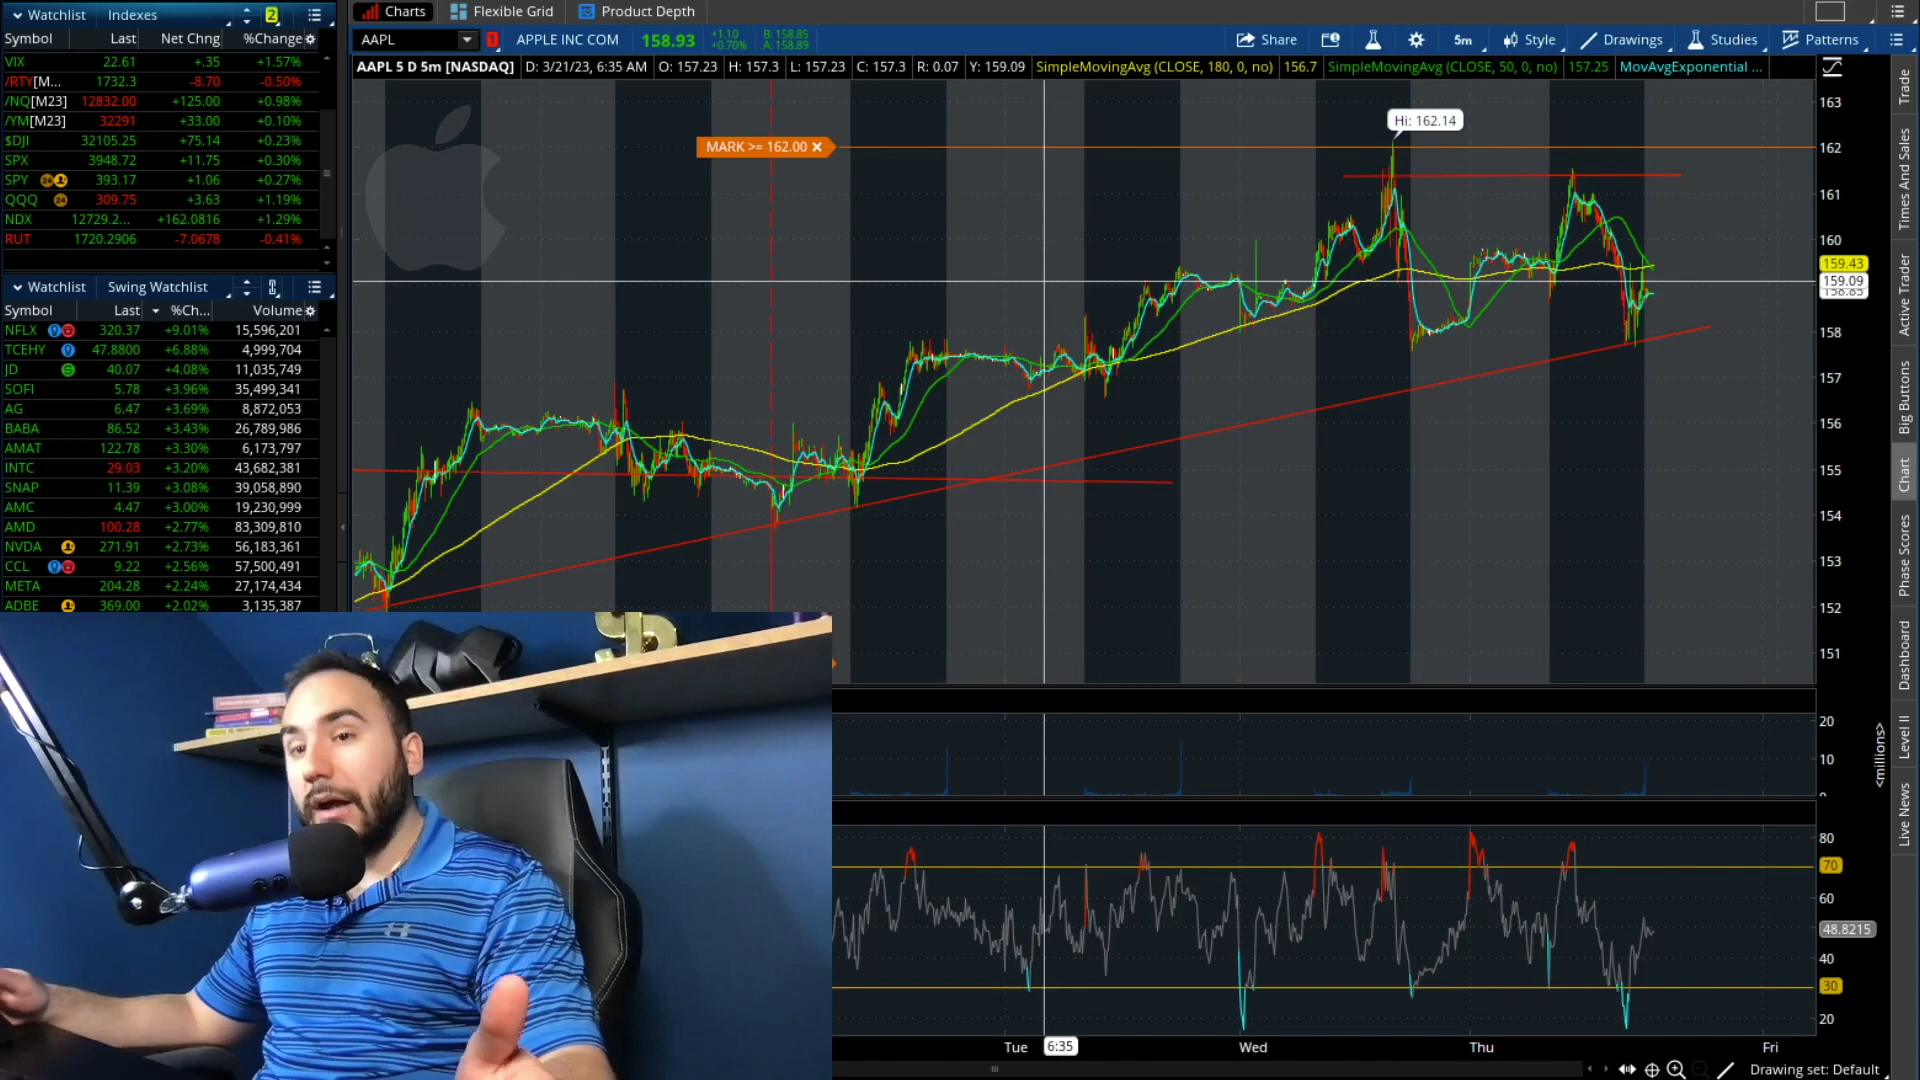 Watchlist Indexes 2
Symbol Last Net Chng %Change
VIX 22.61 +.35 +1.57%
/RTY[M... 1732.3 -8.70 -0.50%
/NQ[M23] 12832.00 +125.00 +0.98%
/YM[M23] 32291 +33.00 +0.10%
$DJI 32105.25 +75.14 +0.23%
SPX 3948.72 +11.75 +0.30%
SPY 393.17 +1.06 +0.27%
QQQ 309.75 +3.63 +1.19%
NDX 12729.2... +162.0816 +1.29%
RUT 1720.2906 -7.0678 -0.41%
Watchlist Swing Watchlist
Symbol Last %Ch... Volume
NFLX 320.37 +9.01% 15,596,201
TCEHY 47.8800 +6.88% 4,999,704
JD 40.07 +4.08% 11,035,749
SOFI 5.78 +3.96% 35,499,341
AG 6.47 +3.69% 8,872,053
BABA 86.52 +3.43% 26,789,986
AMAT 122.78 +3.30% 6,173,797
INTC 29.03 +3.20% 43,682,381
SNAP 11.39 +3.08% 39,058,890
AMC 4.47 +3.00% 19,230,999
AMD 100.28 +2.77% 83,309,810
NVDA 271.91 +2.73% 56,183,361
CCL 9.22 +2.56% 57,500,491
META 204.28 +2.24% 27,174,434
ADBE 369.00 +2.02% 3,135,387
Charts Flexible Grid Product Depth
AAPL 1 APPLE INC COM 158.93 +1.10 +0.70% B: 158.85 A: 158.89 Share 5m Style Drawings Studies Patterns
AAPL 5 D 5m [NASDAQ] D: 3/21/23, 6:35 AM O: 157.23 H: 157.3 L: 157.23 C: 157.3 R: 0.07 Y: 159.09 SimpleMovingAvg (CLOSE, 180, 0, no) 156.7 SimpleMovingAvg (CLOSE, 50, 0, no) 157.25 MovAvgExponential ...
MARK >= 162.00
Hi: 162.14
163
162
161
160
159.43
159.09
158.85
158
157
156
155
154
153
152
151
20
10
<millions>
80
70
60
48.8215
40
30
20
Tue 6:35 Wed Thu Fri
Drawing set: Default
Trade
Times And Sales
Active Trader
Big Buttons
Chart
Phase Scores
Dashboard
Level II
Live News